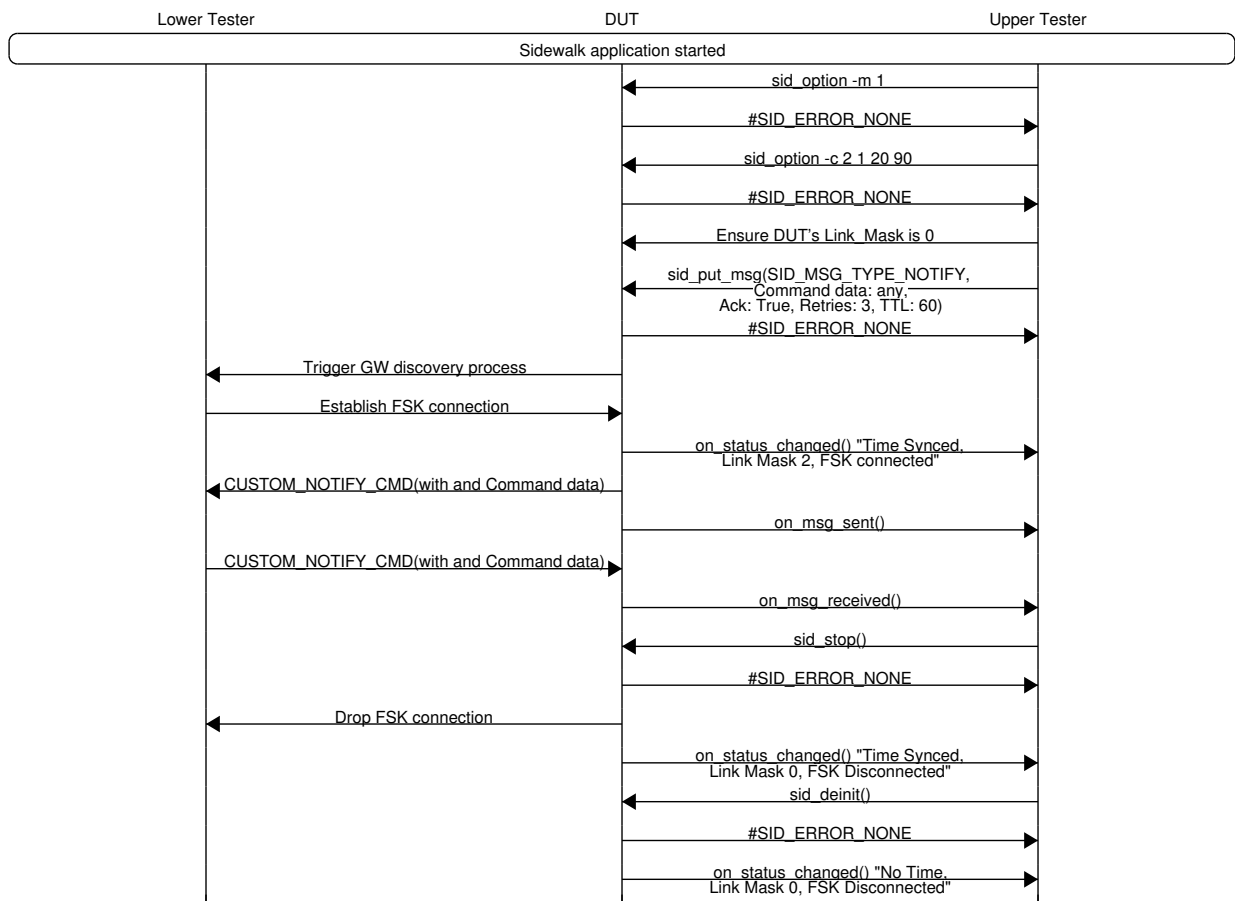 Lower Tester DUT Upper Tester
Sidewalk application started
sid_option -m 1
#SID_ERROR_NONE
sid_option -c 2 1 20 90
#SID_ERROR_NONE
Ensure DUT's Link_Mask is 0
sid_put_msg(SID_MSG_TYPE_NOTIFY,
Command data: any,
Ack: True, Retries: 3, TTL: 60)
#SID_ERROR_NONE
Trigger GW discovery process
Establish FSK connection
on_status_changed() "Time Synced,
Link Mask 2, FSK connected"
CUSTOM_NOTIFY_CMD(with and Command data)
on_msg_sent()
CUSTOM_NOTIFY_CMD(with and Command data)
on_msg_received()
sid_stop()
#SID_ERROR_NONE
Drop FSK connection
on_status_changed() "Time Synced,
Link Mask 0, FSK Disconnected"
sid_deinit()
#SID_ERROR_NONE
on_status_changed() "No Time,
Link Mask 0, FSK Disconnected"